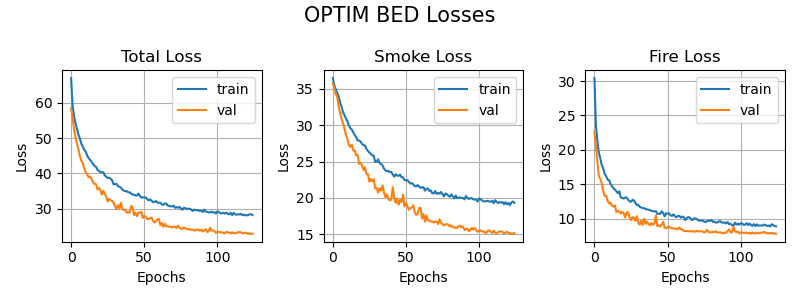 OPTIM BED Losses
Total Loss
Smoke Loss
Fire Loss
Loss
60
50
40
30
0
50
100
Epochs
train
val
Loss
35
30
25
20
15
0
50
100
Epochs
train
val
Loss
30
25
20
15
10
0
50
100
Epochs
train
val